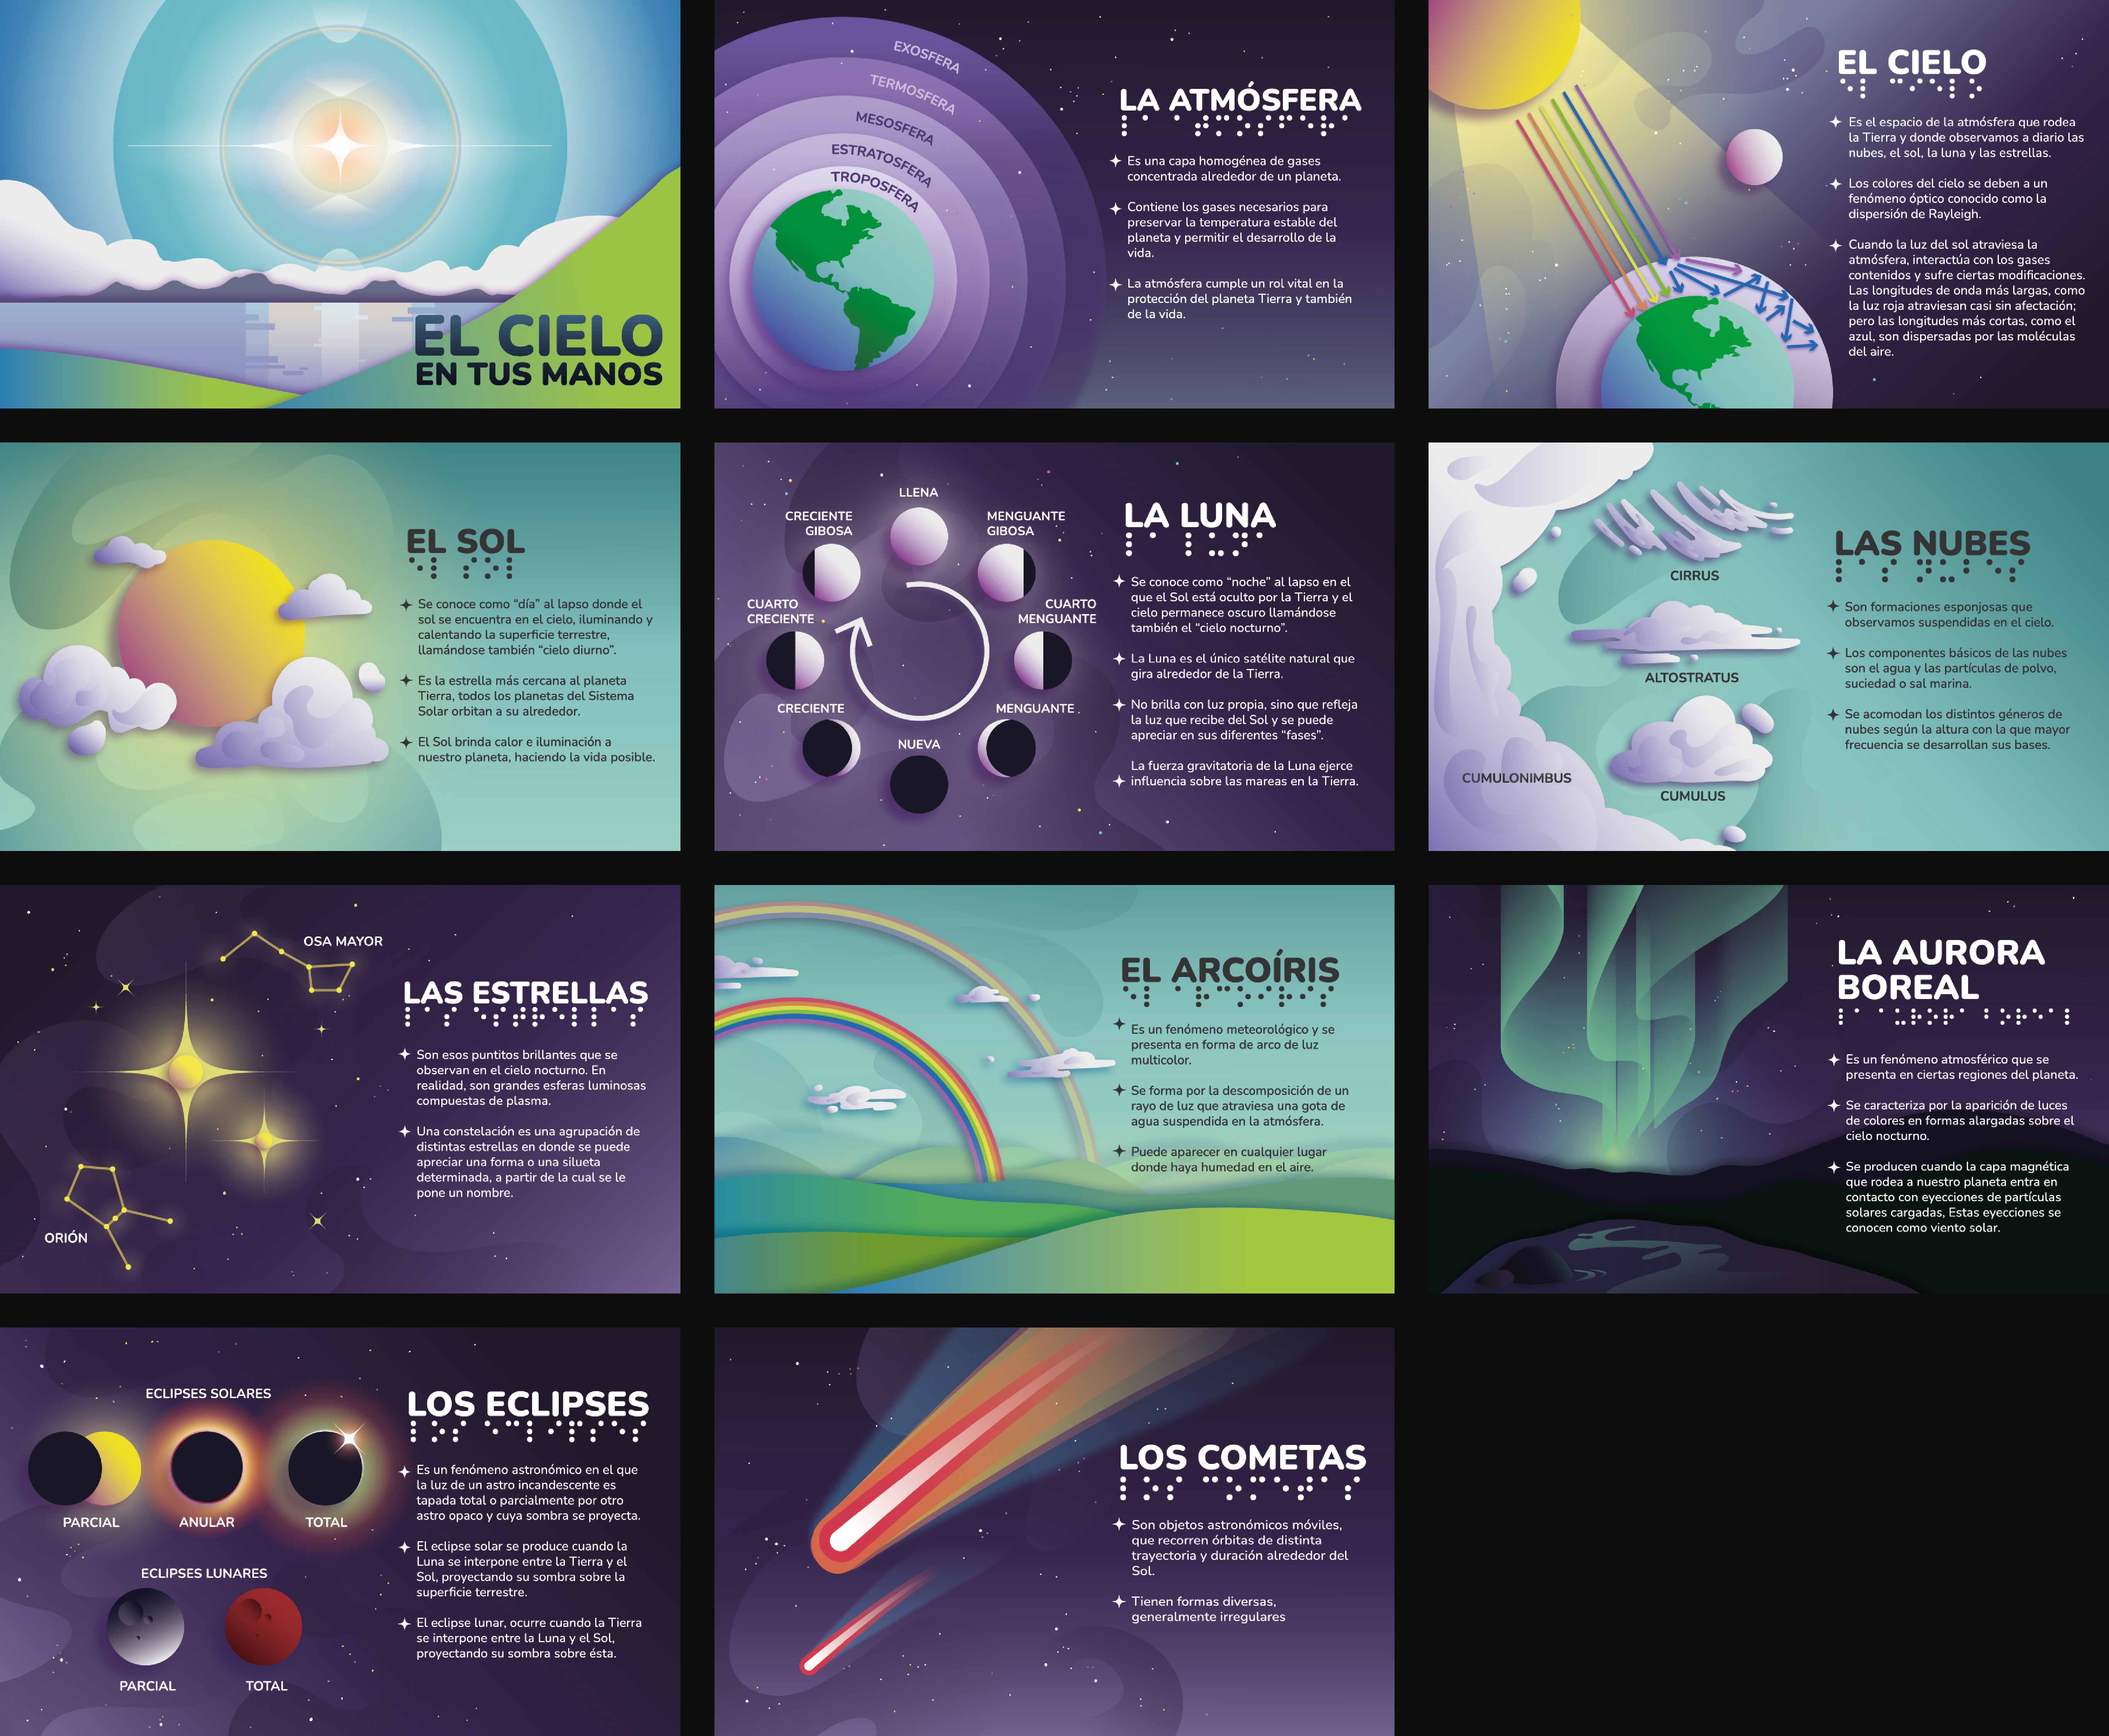 EL CIELO
EN TUS MANOS
EXOSFERA
TERMOSFERA
MESOSFERA
ESTRATOSFERA
TROPOSFERA
LA ATMÓSFERA
⠇⠁ ⠁⠞⠍⠕⠎⠋⠑⠗⠁
Es una capa homogénea de gases
concentrada alrededor de un planeta.
Contiene los gases necesarios para
preservar la temperatura estable del
planeta y permitir el desarrollo de la
vida.
La atmósfera cumple un rol vital en la
protección del planeta Tierra y también
de la vida.
EL CIELO
⠑⠇ ⠉⠊⠑⠇⠕
Es el espacio de la atmósfera que rodea
la Tierra y donde observamos a diario las
nubes, el sol, la luna y las estrellas.
Los colores del cielo se deben a un
fenómeno óptico conocido como la
dispersión de Rayleigh.
Cuando la luz del sol atraviesa la
atmósfera, interactúa con los gases
contenidos y sufre ciertas modificaciones.
Las longitudes de onda más largas, como
la luz roja atraviesan casi sin afectación;
pero las longitudes más cortas, como el
azul, son dispersadas por las moléculas
del aire.
EL SOL
⠑⠇ ⠎⠕⠇
Se conoce como “día” al lapso donde el
sol se encuentra en el cielo, iluminando y
calentando la superficie terrestre,
llamándose también “cielo diurno”.
Es la estrella más cercana al planeta
Tierra, todos los planetas del Sistema
Solar orbitan a su alrededor.
El Sol brinda calor e iluminación a
nuestro planeta, haciendo la vida posible.
LLENA
CRECIENTE
GIBOSA
MENGUANTE
GIBOSA
CUARTO
CRECIENTE
CUARTO
MENGUANTE
CRECIENTE
MENGUANTE
NUEVA
LA LUNA
⠇⠁ ⠇⠥⠝⠁
Se conoce como “noche” al lapso en el
que el Sol está oculto por la Tierra y el
cielo permanece oscuro llamándose
también el “cielo nocturno”.
La Luna es el único satélite natural que
gira alrededor de la Tierra.
No brilla con luz propia, sino que refleja
la luz que recibe del Sol y se puede
apreciar en sus diferentes “fases”.
La fuerza gravitatoria de la Luna ejerce
influencia sobre las mareas en la Tierra.
CIRRUS
ALTOSTRATUS
CUMULONIMBUS
CUMULUS
LAS NUBES
⠇⠁⠎ ⠝⠥⠃⠑⠎
Son formaciones esponjosas que
observamos suspendidas en el cielo.
Los componentes básicos de las nubes
son el agua y las partículas de polvo,
suciedad o sal marina.
Se acomodan los distintos géneros de
nubes según la altura con la que mayor
frecuencia se desarrollan sus bases.
OSA MAYOR
ORIÓN
LAS ESTRELLAS
⠇⠁⠎ ⠑⠎⠞⠗⠑⠇⠇⠁⠎
Son esos puntitos brillantes que se
observan en el cielo nocturno. En
realidad, son grandes esferas luminosas
compuestas de plasma.
Una constelación es una agrupación de
distintas estrellas en donde se puede
apreciar una forma o una silueta
determinada, a partir de la cual se le
pone un nombre.
EL ARCOÍRIS
⠑⠇ ⠁⠗⠉⠕⠊⠗⠊⠎
Es un fenómeno meteorológico y se
presenta en forma de arco de luz
multicolor.
Se forma por la descomposición de un
rayo de luz que atraviesa una gota de
agua suspendida en la atmósfera.
Puede aparecer en cualquier lugar
donde haya humedad en el aire.
LA AURORA
BOREAL
⠇⠁ ⠁⠥⠗⠕⠗⠁ ⠃⠕⠗⠑⠁⠇
Es un fenómeno atmosférico que se
presenta en ciertas regiones del planeta.
Se caracteriza por la aparición de luces
de colores en formas alargadas sobre el
cielo nocturno.
Se producen cuando la capa magnética
que rodea a nuestro planeta entra en
contacto con eyecciones de partículas
solares cargadas, Estas eyecciones se
conocen como viento solar.
ECLIPSES SOLARES
PARCIAL
ANULAR
TOTAL
ECLIPSES LUNARES
PARCIAL
TOTAL
LOS ECLIPSES
⠇⠕⠎ ⠑⠉⠇⠊⠏⠎⠑⠎
Es un fenómeno astronómico en el que
la luz de un astro incandescente es
tapada total o parcialmente por otro
astro opaco y cuya sombra se proyecta.
El eclipse solar se produce cuando la
Luna se interpone entre la Tierra y el
Sol, proyectando su sombra sobre la
superficie terrestre.
El eclipse lunar, ocurre cuando la Tierra
se interpone entre la Luna y el Sol,
proyectando su sombra sobre ésta.
LOS COMETAS
⠇⠕⠎ ⠉⠕⠍⠑⠞⠁⠎
Son objetos astronómicos móviles,
que recorren órbitas de distinta
trayectoria y duración alrededor del
Sol.
Tienen formas diversas,
generalmente irregulares